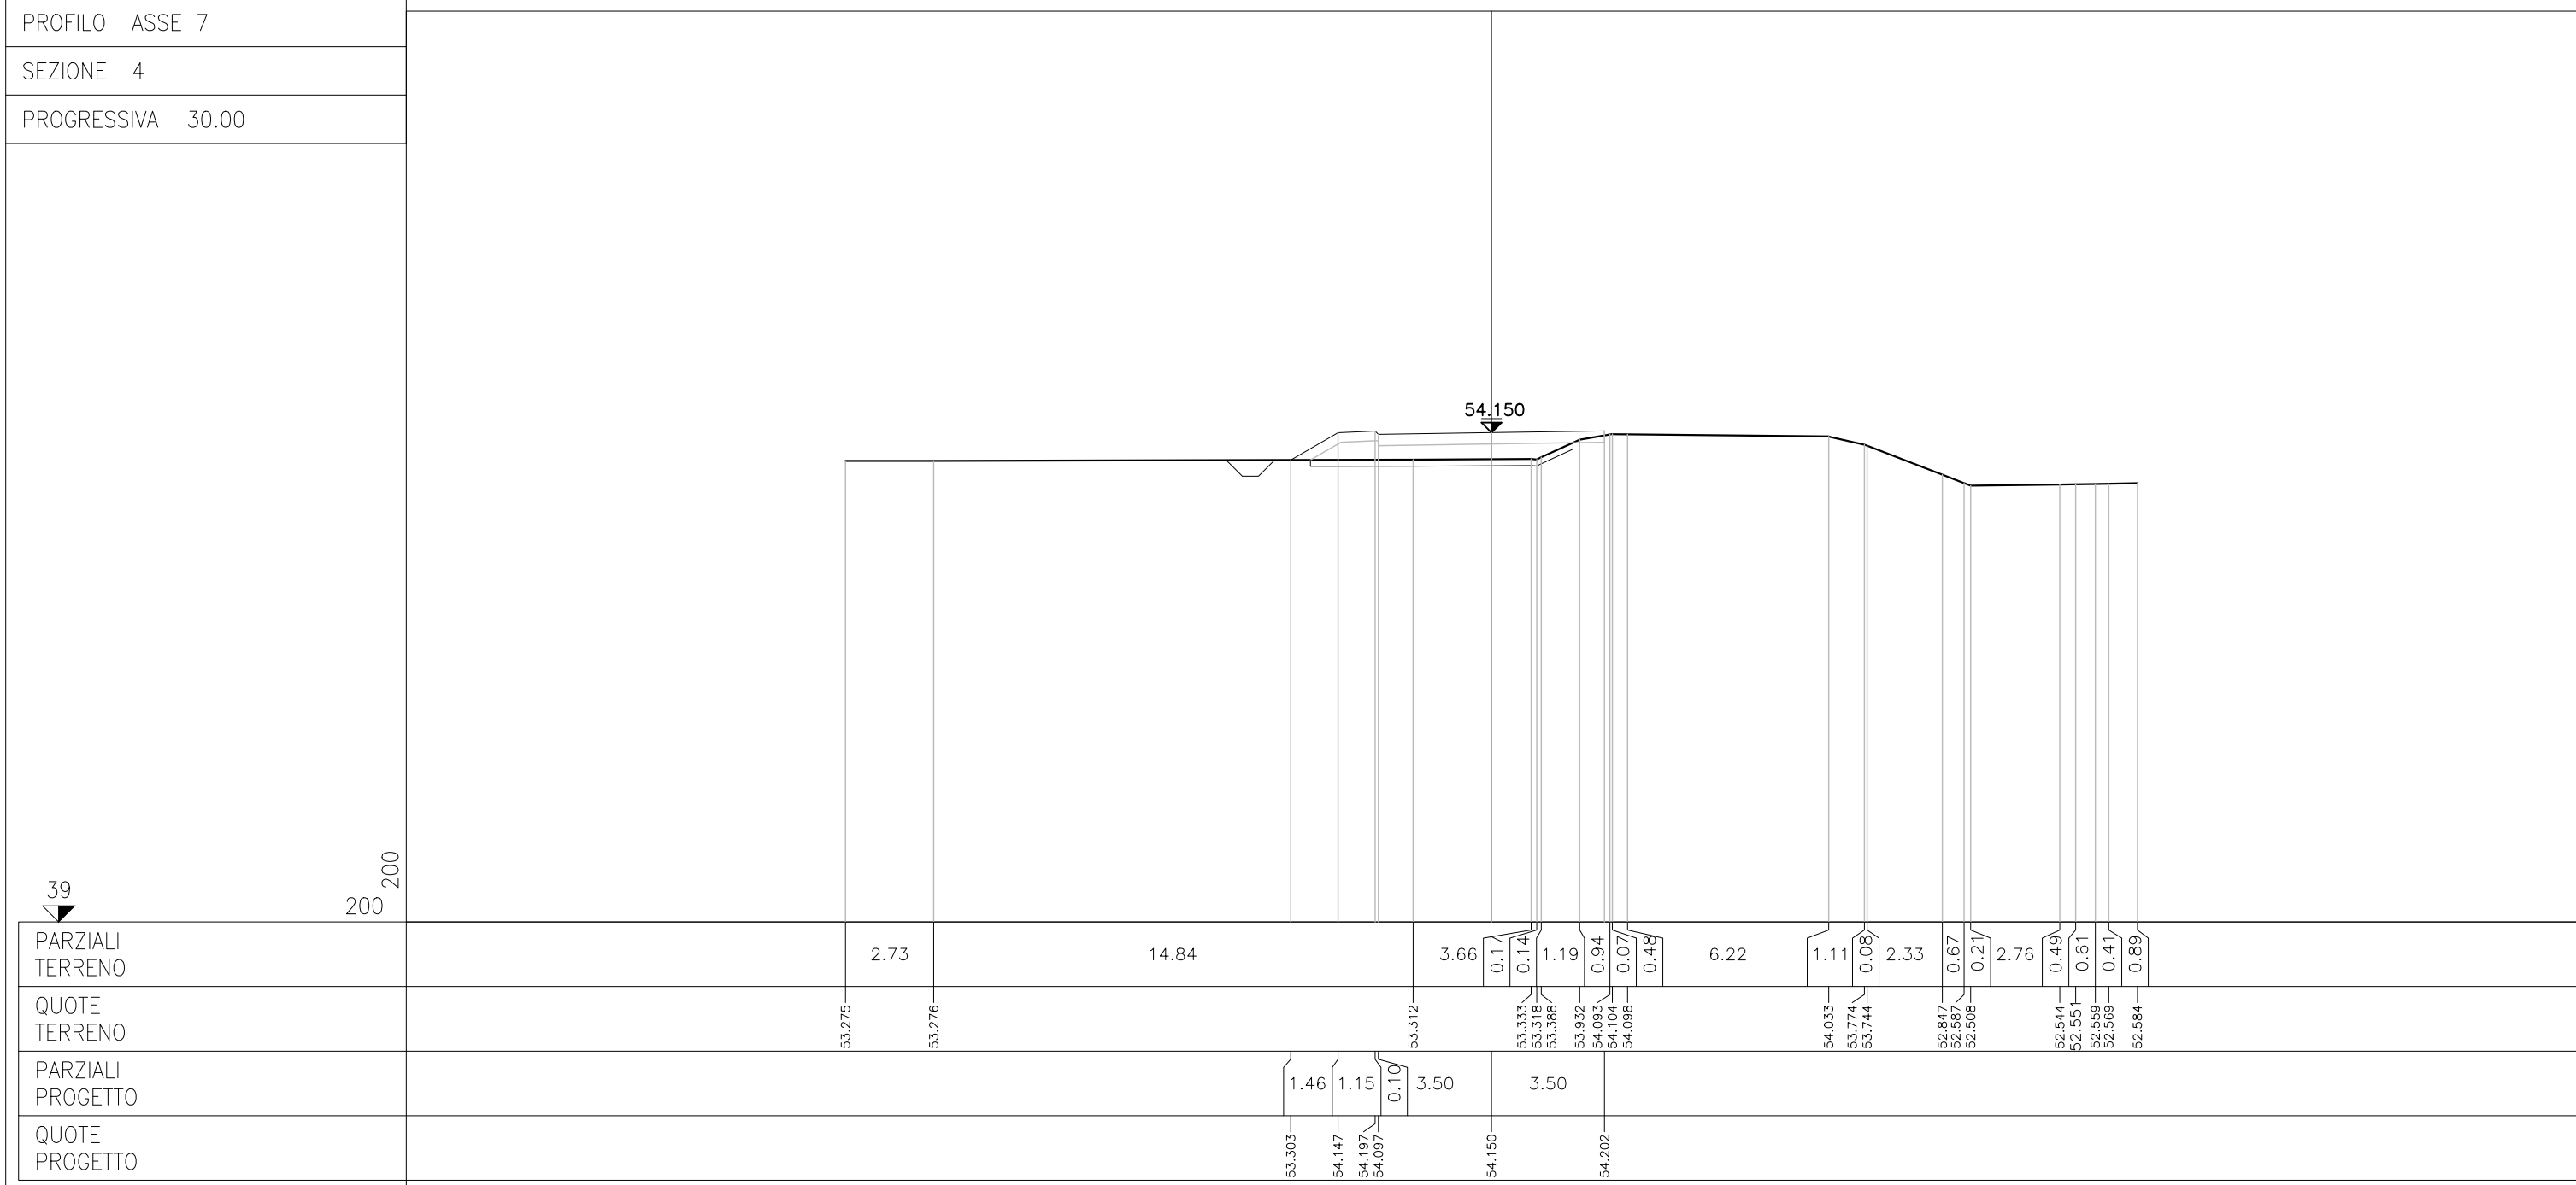 PROFILO ASSE 7
SEZIONE 4
PROGRESSIVA 30.00
54.150
200
39
200
PARZIALI
TERRENO
2.73 14.84 3.66 0.17 0.14 1.19 0.94 0.07 0.48 6.22 1.11 0.08 2.33 0.67 0.21 2.76 0.49 0.61 0.41 0.89
QUOTE
TERRENO
53.275 53.276 53.312 53.333 53.318 53.388 53.932 54.093 54.104 54.098 54.033 53.774 53.744 52.847 52.587 52.508 52.544 52.551 52.559 52.569 52.584
PARZIALI
PROGETTO
1.46 1.15 0.10 3.50 3.50
QUOTE
PROGETTO
53.303 54.147 54.197 54.097 54.150 54.202